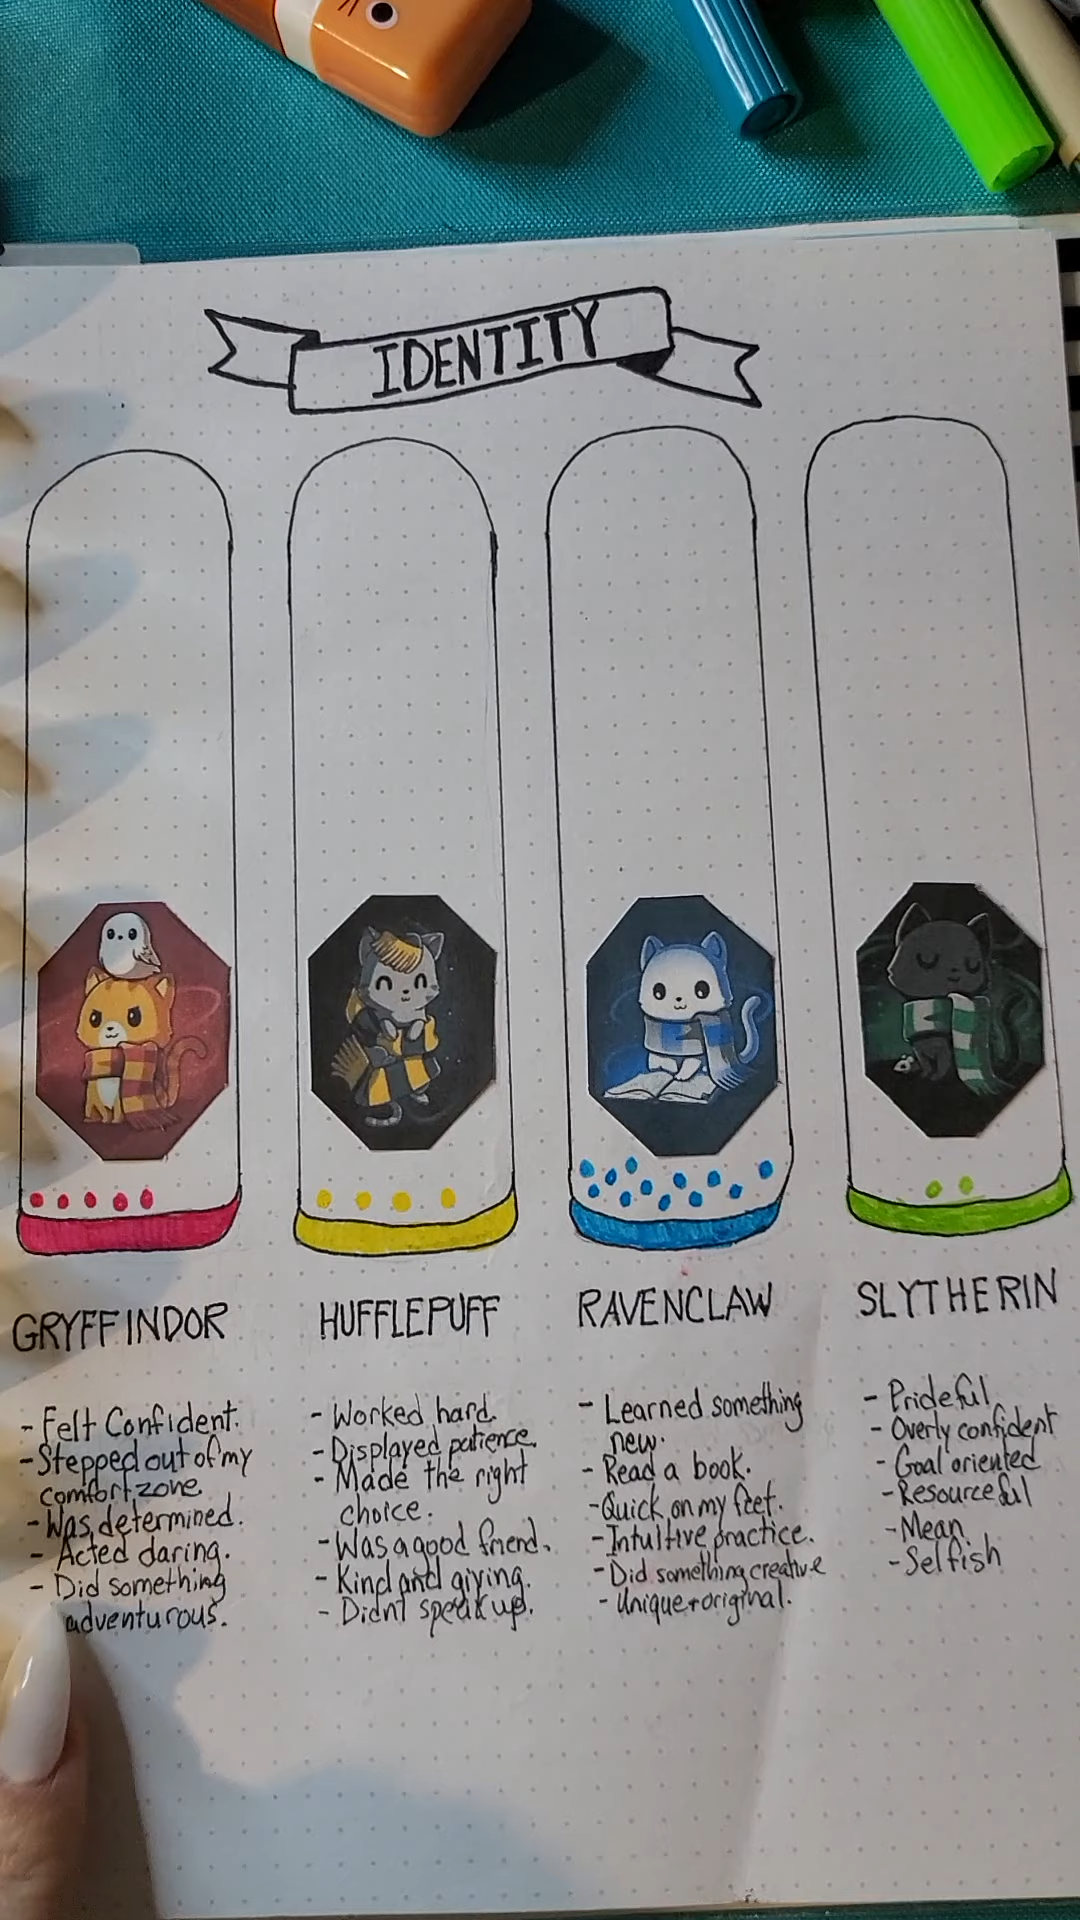 IDENTITY
GRYFFINDOR
- Felt Confident.
- Stepped out of my
comfort zone.
- Was determined.
- Acted daring.
- Did something
adventurous.
HUFFLEPUFF
- Worked hard.
- Displayed patience.
- Made the right
choice.
- Was a good friend.
- Kind and giving.
- Didnt speak up.
RAVENCLAW
- Learned something
new.
- Read a book.
- Quick on my feet.
- Intuitive practice.
- Did something creative
- Unique + original.
SLYTHERIN
- Prideful
- Overly confident
- Goal oriented
- Resourceful
- Mean
- Selfish